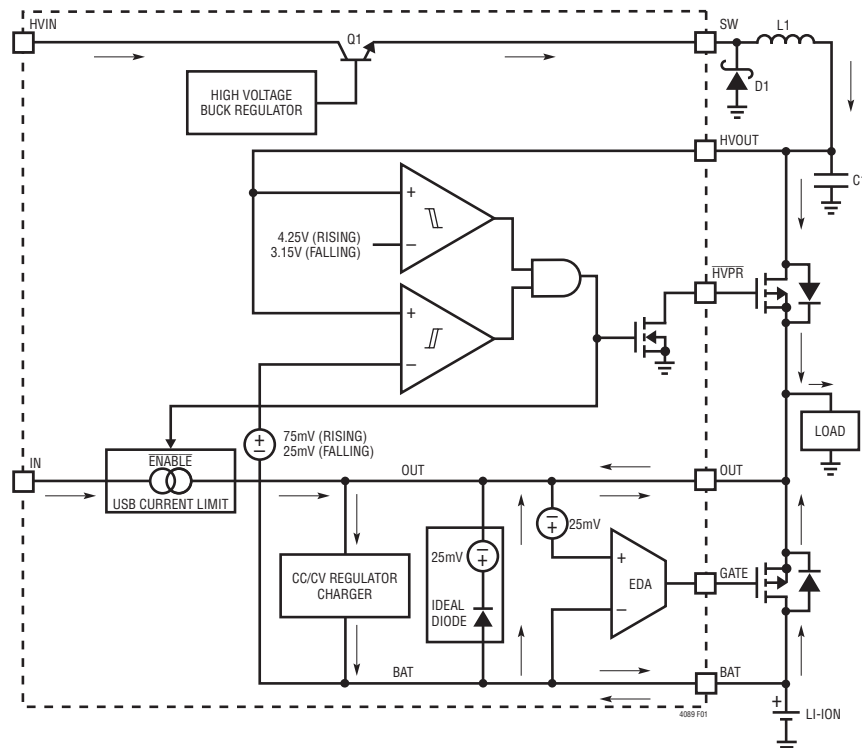 HVIN
Q1
SW
L1
HIGH VOLTAGE
BUCK REGULATOR
D1
HVOUT
C1
+
4.25V (RISING)
3.15V (FALLING)
−
HVPR
+
−
75mV (RISING)
25mV (FALLING)
+
−
LOAD
IN
ENABLE
USB CURRENT LIMIT
OUT
OUT
−
+
25mV
25mV
−
+
CC/CV REGULATOR
CHARGER
IDEAL
DIODE
+
EDA
−
GATE
BAT
BAT
4089 F01
+
LI-ION